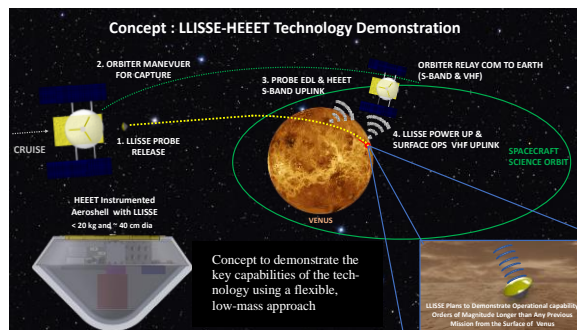 Concept : LLISSE-HEEET Technology Demonstration
2. ORBITER MANEVUER
FOR CAPTURE
ORBITER RELAY COM TO EARTH
(S-BAND & VHF)
3. PROBE EDL & HEEET
S-BAND UPLINK
CRUISE
1. LLISSE PROBE
RELEASE
4. LLISSE POWER UP &
SURFACE OPS VHF UPLINK
SPACECRAFT
SCIENCE ORBIT
VENUS
HEEET Instrumented
Aeroshell with LLISSE
< 20 kg and ~ 40 cm dia
Concept to demonstrate the
key capabilities of the tech-
nology using a flexible,
low-mass approach
LLISSE Plans to Demonstrate Operational capability
Orders of Magnitude Longer than Any Previous
Mission from the Surface of Venus